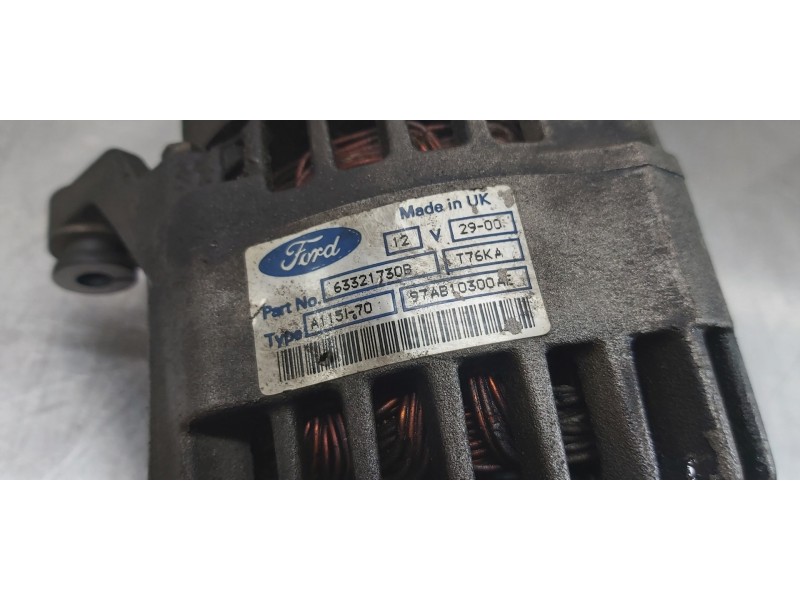 Made in UK
Ford 12 V 29-00
Part No. 63321730B T76KA
Type A115I-70 97AB10300AE